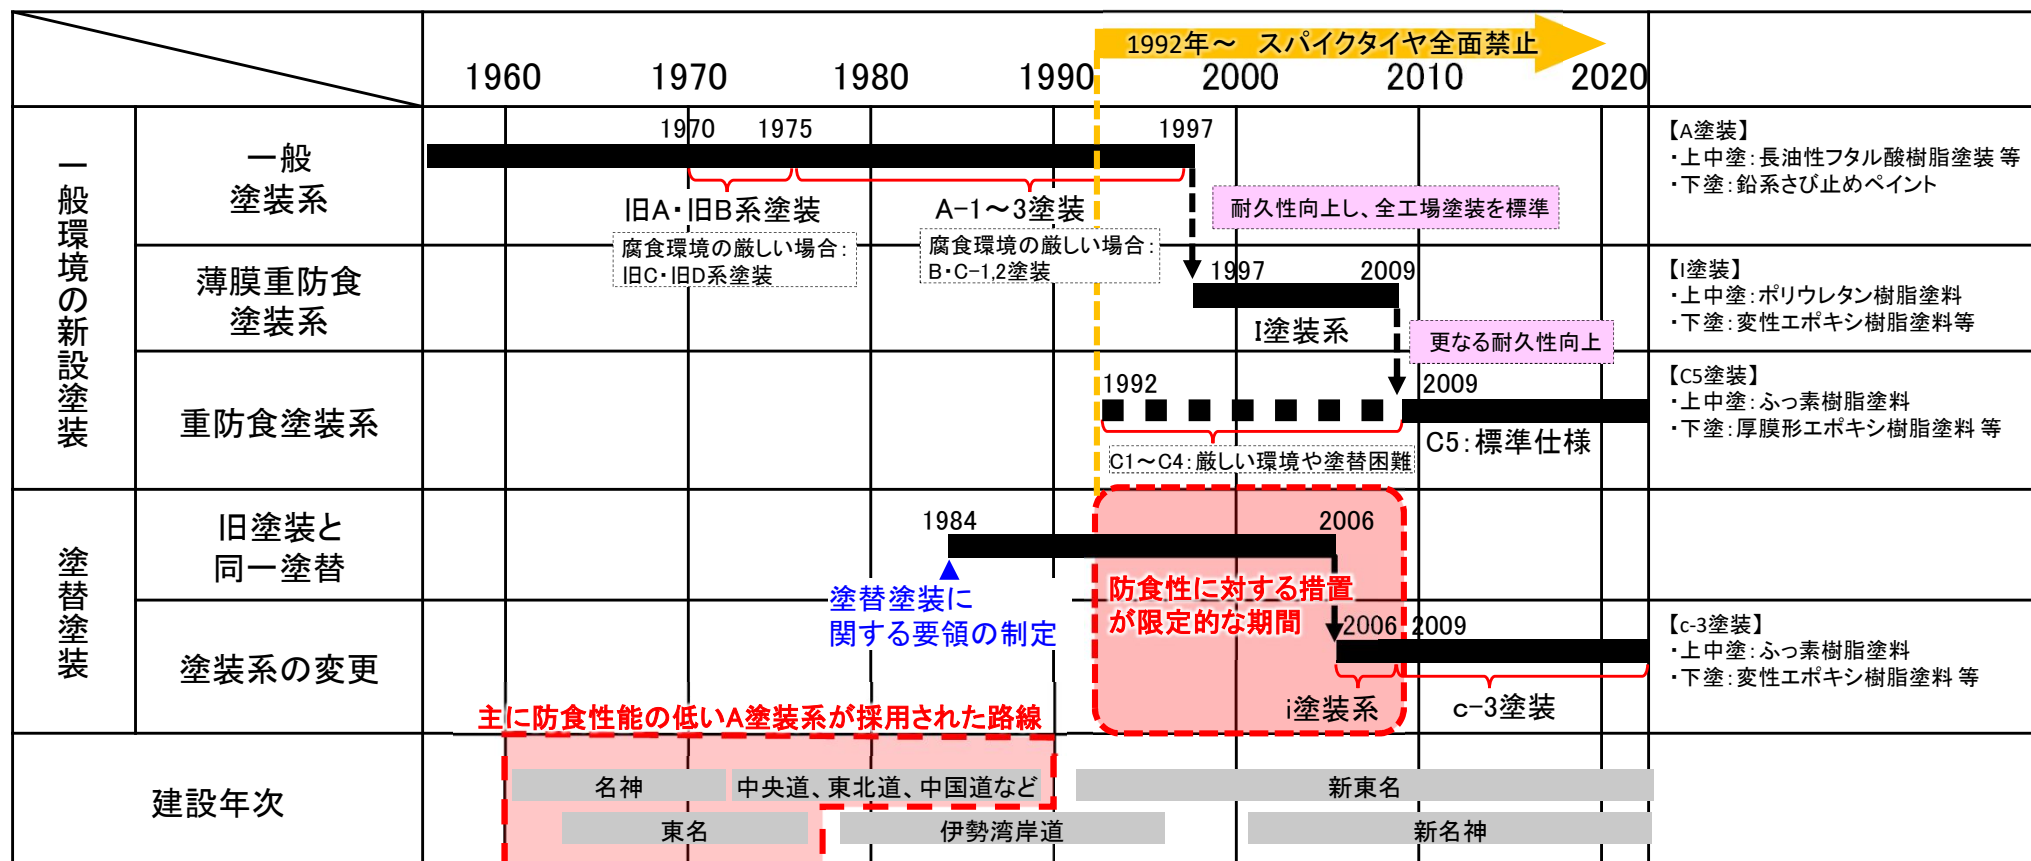 1992年～ スパイクタイヤ全面禁止
1960 1970 1980 1990 2000 2010 2020
一般環境の新設塗装
一般
塗装系
1970 1975 1997
旧A・旧B系塗装
腐食環境の厳しい場合：
旧C・旧D系塗装
A-1～3塗装
腐食環境の厳しい場合：
B・C-1,2塗装
耐久性向上し、全工場塗装を標準
【A塗装】
・上中塗：長油性フタル酸樹脂塗装 等
・下塗：鉛系さび止めペイント
薄膜重防食
塗装系
1997 2009
I塗装系
更なる耐久性向上
【I塗装】
・上中塗：ポリウレタン樹脂塗料
・下塗：変性エポキシ樹脂塗料等
重防食塗装系
1992 2009
C1～C4：厳しい環境や塗替困難
C5：標準仕様
【C5塗装】
・上中塗：ふっ素樹脂塗料
・下塗：厚膜形エポキシ樹脂塗料 等
塗替塗装
旧塗装と
同一塗替
1984 2006
塗替塗装に
関する要領の制定
防食性に対する措置
が限定的な期間
塗装系の変更
2006 2009
i塗装系
c-3塗装
【c-3塗装】
・上中塗：ふっ素樹脂塗料
・下塗：変性エポキシ樹脂塗料 等
主に防食性能の低いA塗装系が採用された路線
建設年次
名神 中央道、東北道、中国道など 新東名
東名 伊勢湾岸道 新名神